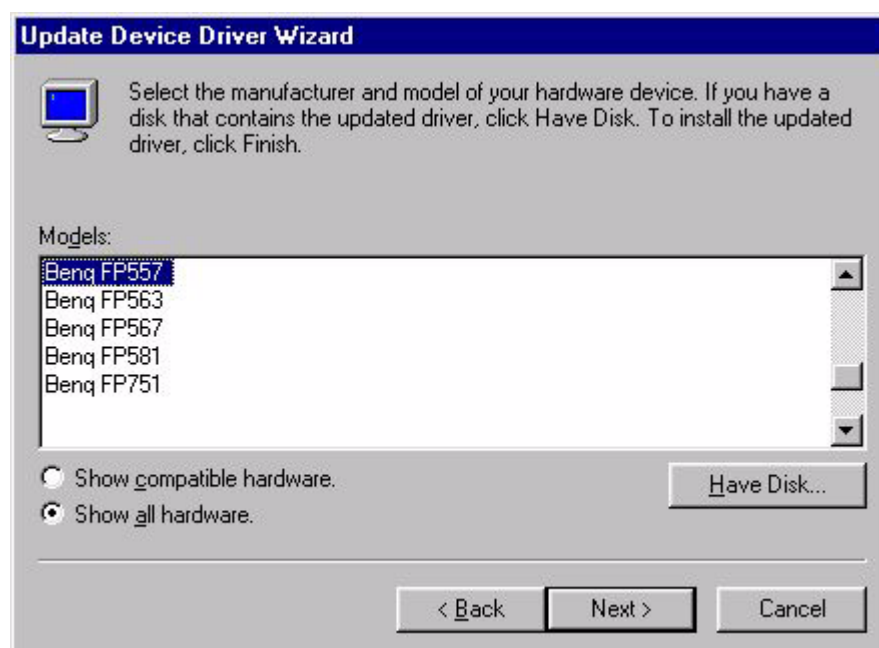 Update Device Driver Wizard
Select the manufacturer and model of your hardware device. If you have a
disk that contains the updated driver, click Have Disk. To install the updated
driver, click Finish.
Models:
Benq FP557
Benq FP563
Benq FP567
Benq FP581
Benq FP751
Show compatible hardware.
Have Disk...
Show all hardware.
< Back
Next >
Cancel